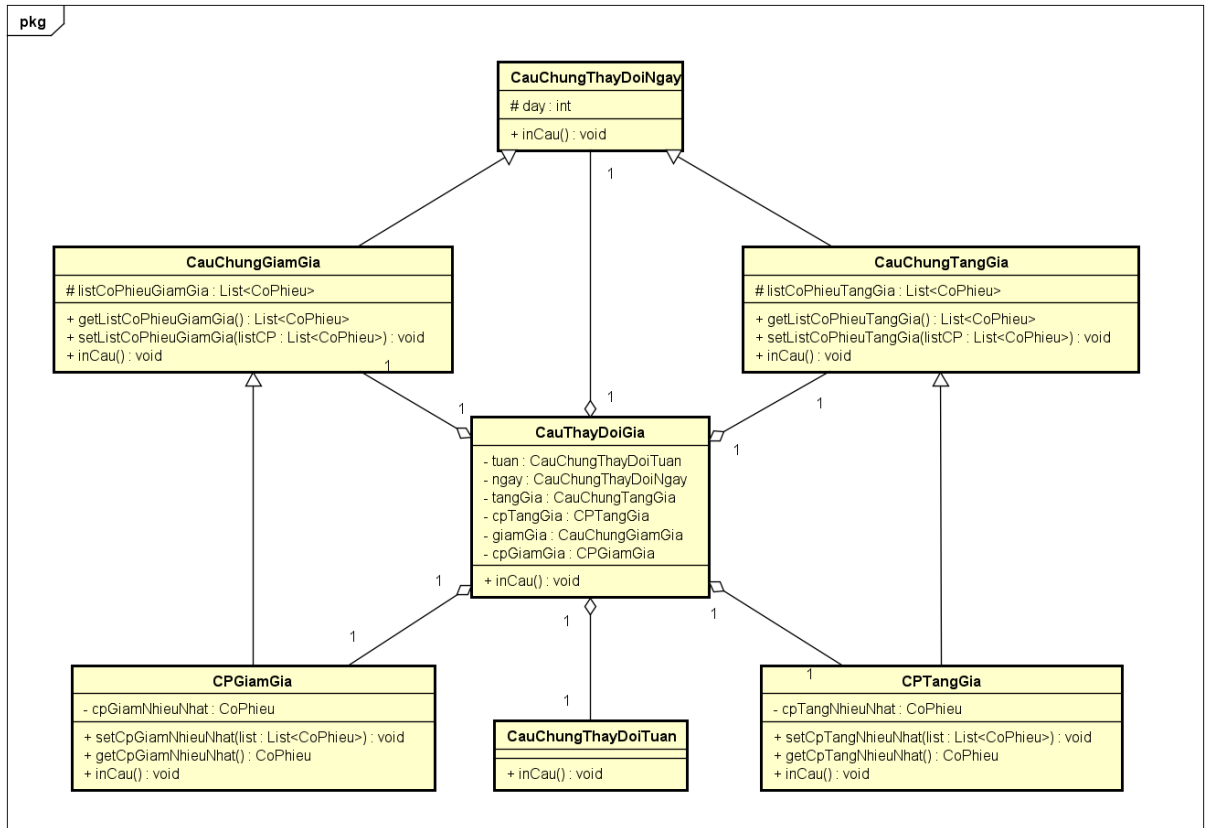 pkg
CauChungThayDoiNgay
# day : int
+ inCau() : void
1
CauChungGiamGia
# listCoPhieuGiamGia : List<CoPhieu>
+ getListCoPhieuGiamGia() : List<CoPhieu>
+ setListCoPhieuGiamGia(listCP : List<CoPhieu>) : void
+ inCau() : void
1
CauChungTangGia
# listCoPhieuTangGia : List<CoPhieu>
+ getListCoPhieuTangGia() : List<CoPhieu>
+ setListCoPhieuTangGia(listCP : List<CoPhieu>) : void
+ inCau() : void
1
1
1
1
CauThayDoiGia
- tuan : CauChungThayDoiTuan
- ngay : CauChungThayDoiNgay
- tangGia : CauChungTangGia
- cpTangGia : CPTangGia
- giamGia : CauChungGiamGia
- cpGiamGia : CPGiamGia
+ inCau() : void
1
1
1
1
1
1
CPGiamGia
- cpGiamNhieuNhat : CoPhieu
+ setCpGiamNhieuNhat(list : List<CoPhieu>) : void
+ getCpGiamNhieuNhat() : CoPhieu
+ inCau() : void
CauChungThayDoiTuan
+ inCau() : void
CPTangGia
- cpTangNhieuNhat : CoPhieu
+ setCpTangNhieuNhat(list : List<CoPhieu>) : void
+ getCpTangNhieuNhat() : CoPhieu
+ inCau() : void